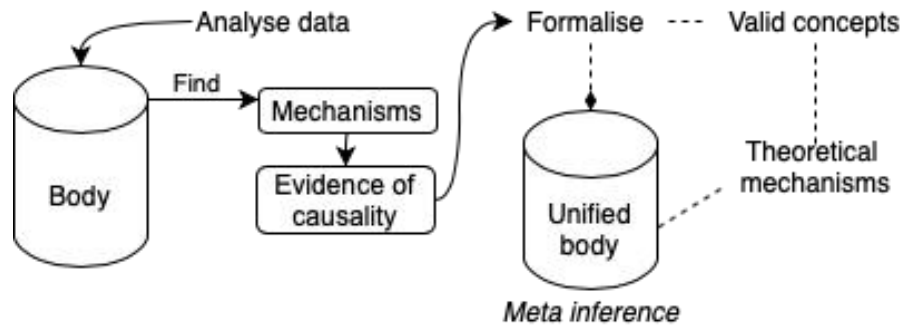 Analyse data
Find
Body
Mechanisms
Evidence of
causality
Formalise
Valid concepts
Theoretical
mechanisms
Unified
body
Meta inference